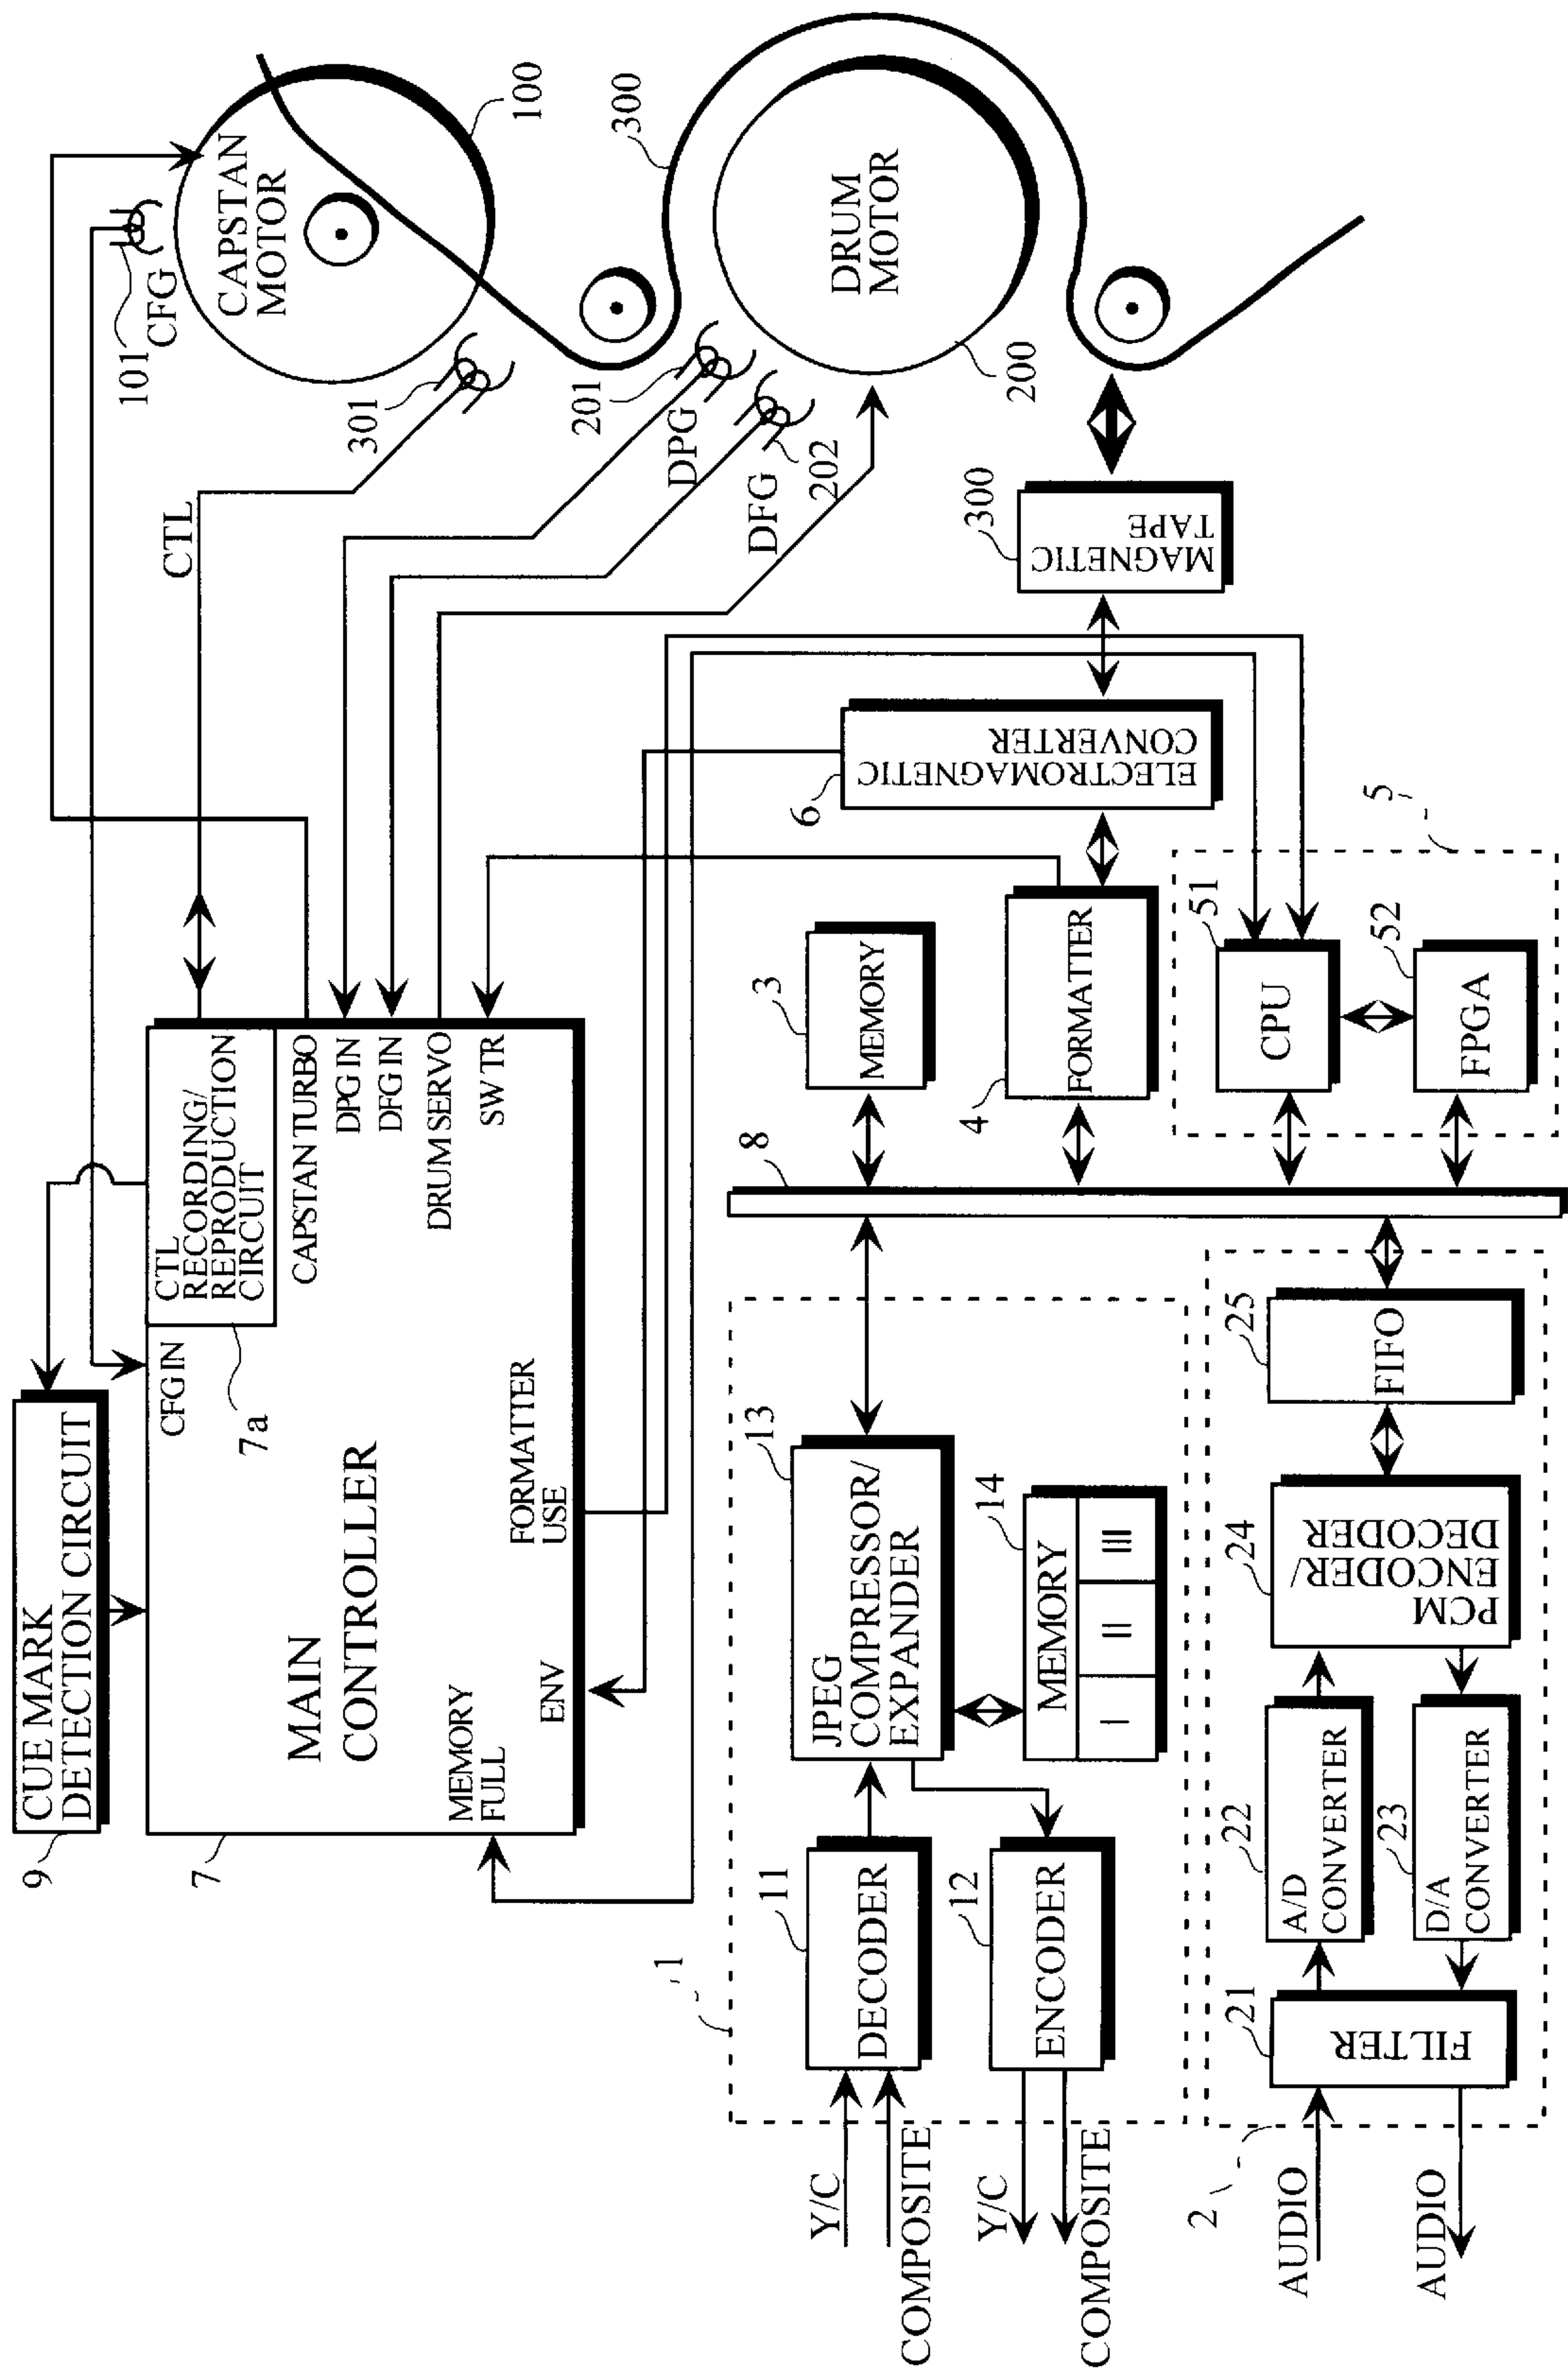 CUE MARK
DETECTION CIRCUIT
9
7
MAIN
CONTROLLER
CFG IN
7a
CTL
RECORDING/
REPRODUCTION
CIRCUIT
CAPSTAN TURBO
DPG IN
DFG IN
DRUM SERVO
SW TR
MEMORY
FULL
ENV
FORMATTER
USE
CTL
101
CFG
CAPSTAN
MOTOR
100
301
201
DPG
DFG
202
300
DRUM
MOTOR
200
1
Y/C
COMPOSITE
11
DECODER
Y/C
COMPOSITE
12
ENCODER
13
JPEG
COMPRESSOR/
EXPANDER
14
MEMORY
I
II
III
8
3
MEMORY
4
FORMATTER
6
ELECTROMAGNETIC
CONVERTER
300
MAGNETIC
TAPE
5
51
CPU
52
FPGA
2
AUDIO
AUDIO
21
FILTER
22
A/D
CONVERTER
23
D/A
CONVERTER
24
PCM
ENCODER/
DECODER
25
FIFO